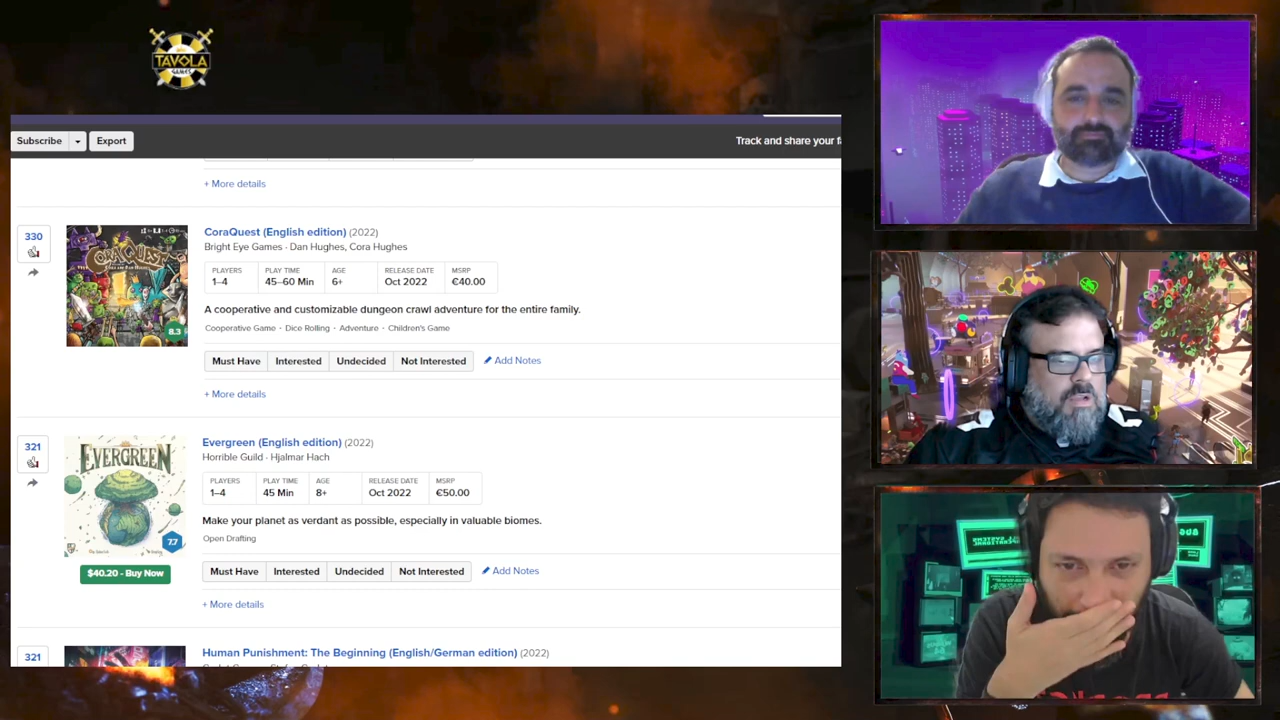 TAVOLA
GAMES
Subscribe
Export
Track and share your fa
+ More details
330
CORAQUEST
8.3
CoraQuest (English edition) (2022)
Bright Eye Games · Dan Hughes, Cora Hughes
PLAYERS PLAY TIME AGE RELEASE DATE MSRP
1–4 45–60 Min 6+ Oct 2022 €40.00
A cooperative and customizable dungeon crawl adventure for the entire family.
Cooperative Game · Dice Rolling · Adventure · Children's Game
Must Have Interested Undecided Not Interested Add Notes
+ More details
321
EVERGREEN
7.7
$40.20 - Buy Now
Evergreen (English edition) (2022)
Horrible Guild · Hjalmar Hach
PLAYERS PLAY TIME AGE RELEASE DATE MSRP
1–4 45 Min 8+ Oct 2022 €50.00
Make your planet as verdant as possible, especially in valuable biomes.
Open Drafting
Must Have Interested Undecided Not Interested Add Notes
+ More details
321
Human Punishment: The Beginning (English/German edition) (2022)